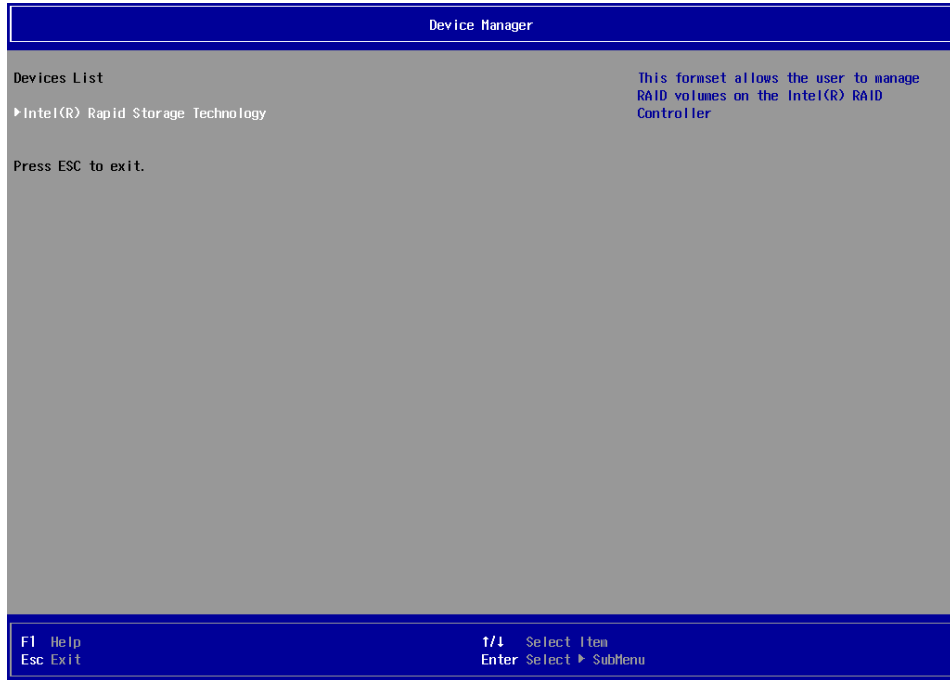 Device Manager
Devices List
▶Intel(R) Rapid Storage Technology
Press ESC to exit.
This formset allows the user to manage
RAID volumes on the Intel(R) RAID
Controller
F1 Help
Esc Exit
↑/↓ Select Item
Enter Select ▶ SubMenu